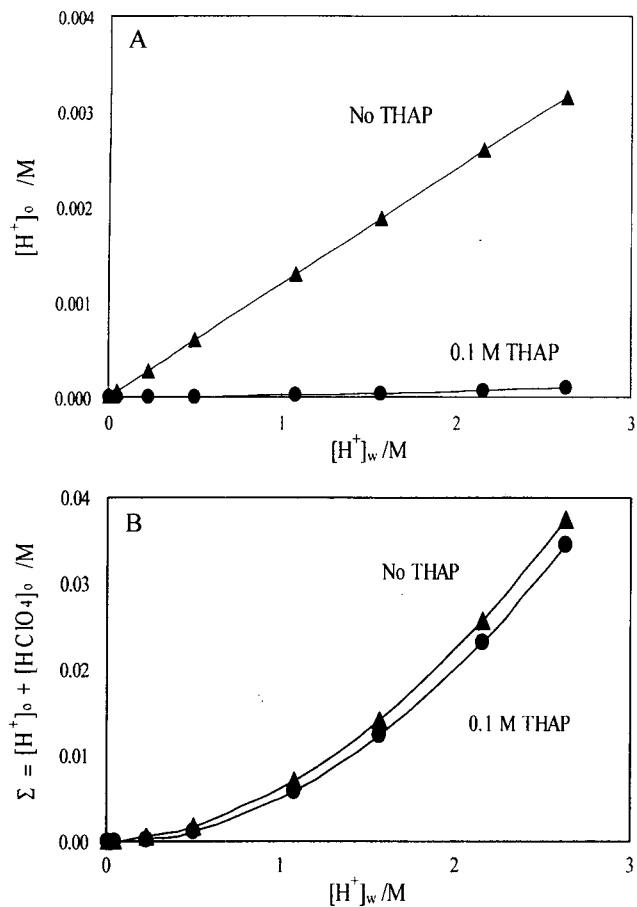 A
0.004
0.003
0.002
0.001
0.000
[H⁺]ₒ /M
No THAP
0.1 M THAP
0 1 2 3
[H⁺]w /M
B
0.04
0.03
0.02
0.01
0.00
Σ = [H⁺]ₒ + [HClO4]ₒ /M
No THAP
0.1 M THAP
0 1 2 3
[H⁺]w /M